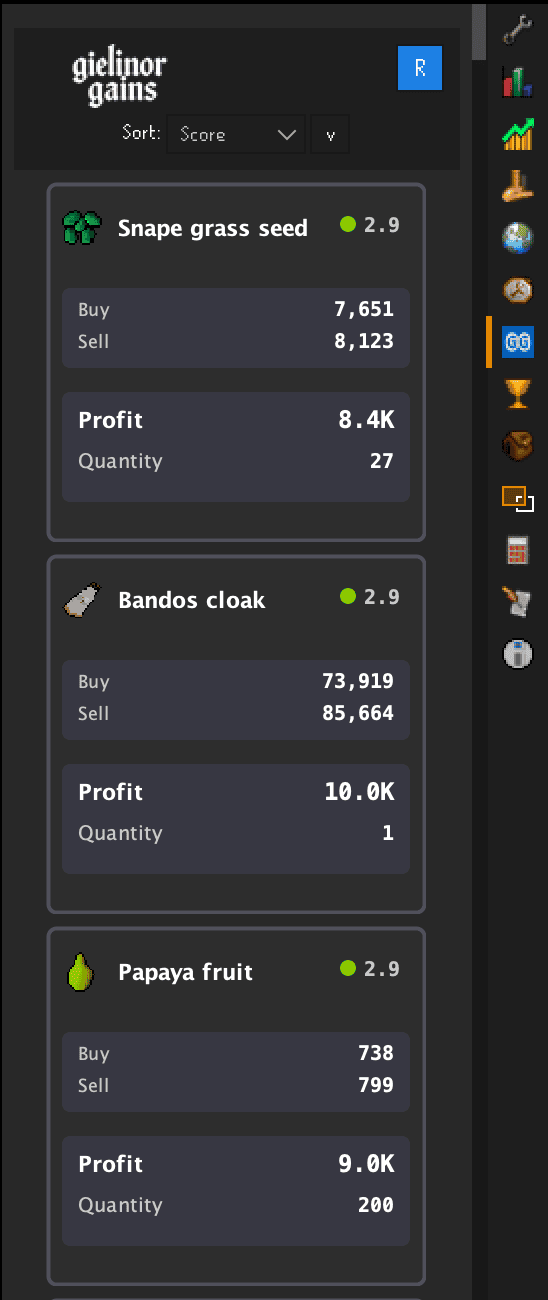 gielinor
gains
R
Sort: Score v
Snape grass seed 2.9
Buy 7,651
Sell 8,123
Profit 8.4K
Quantity 27
Bandos cloak 2.9
Buy 73,919
Sell 85,664
Profit 10.0K
Quantity 1
Papaya fruit 2.9
Buy 738
Sell 799
Profit 9.0K
Quantity 200
GG